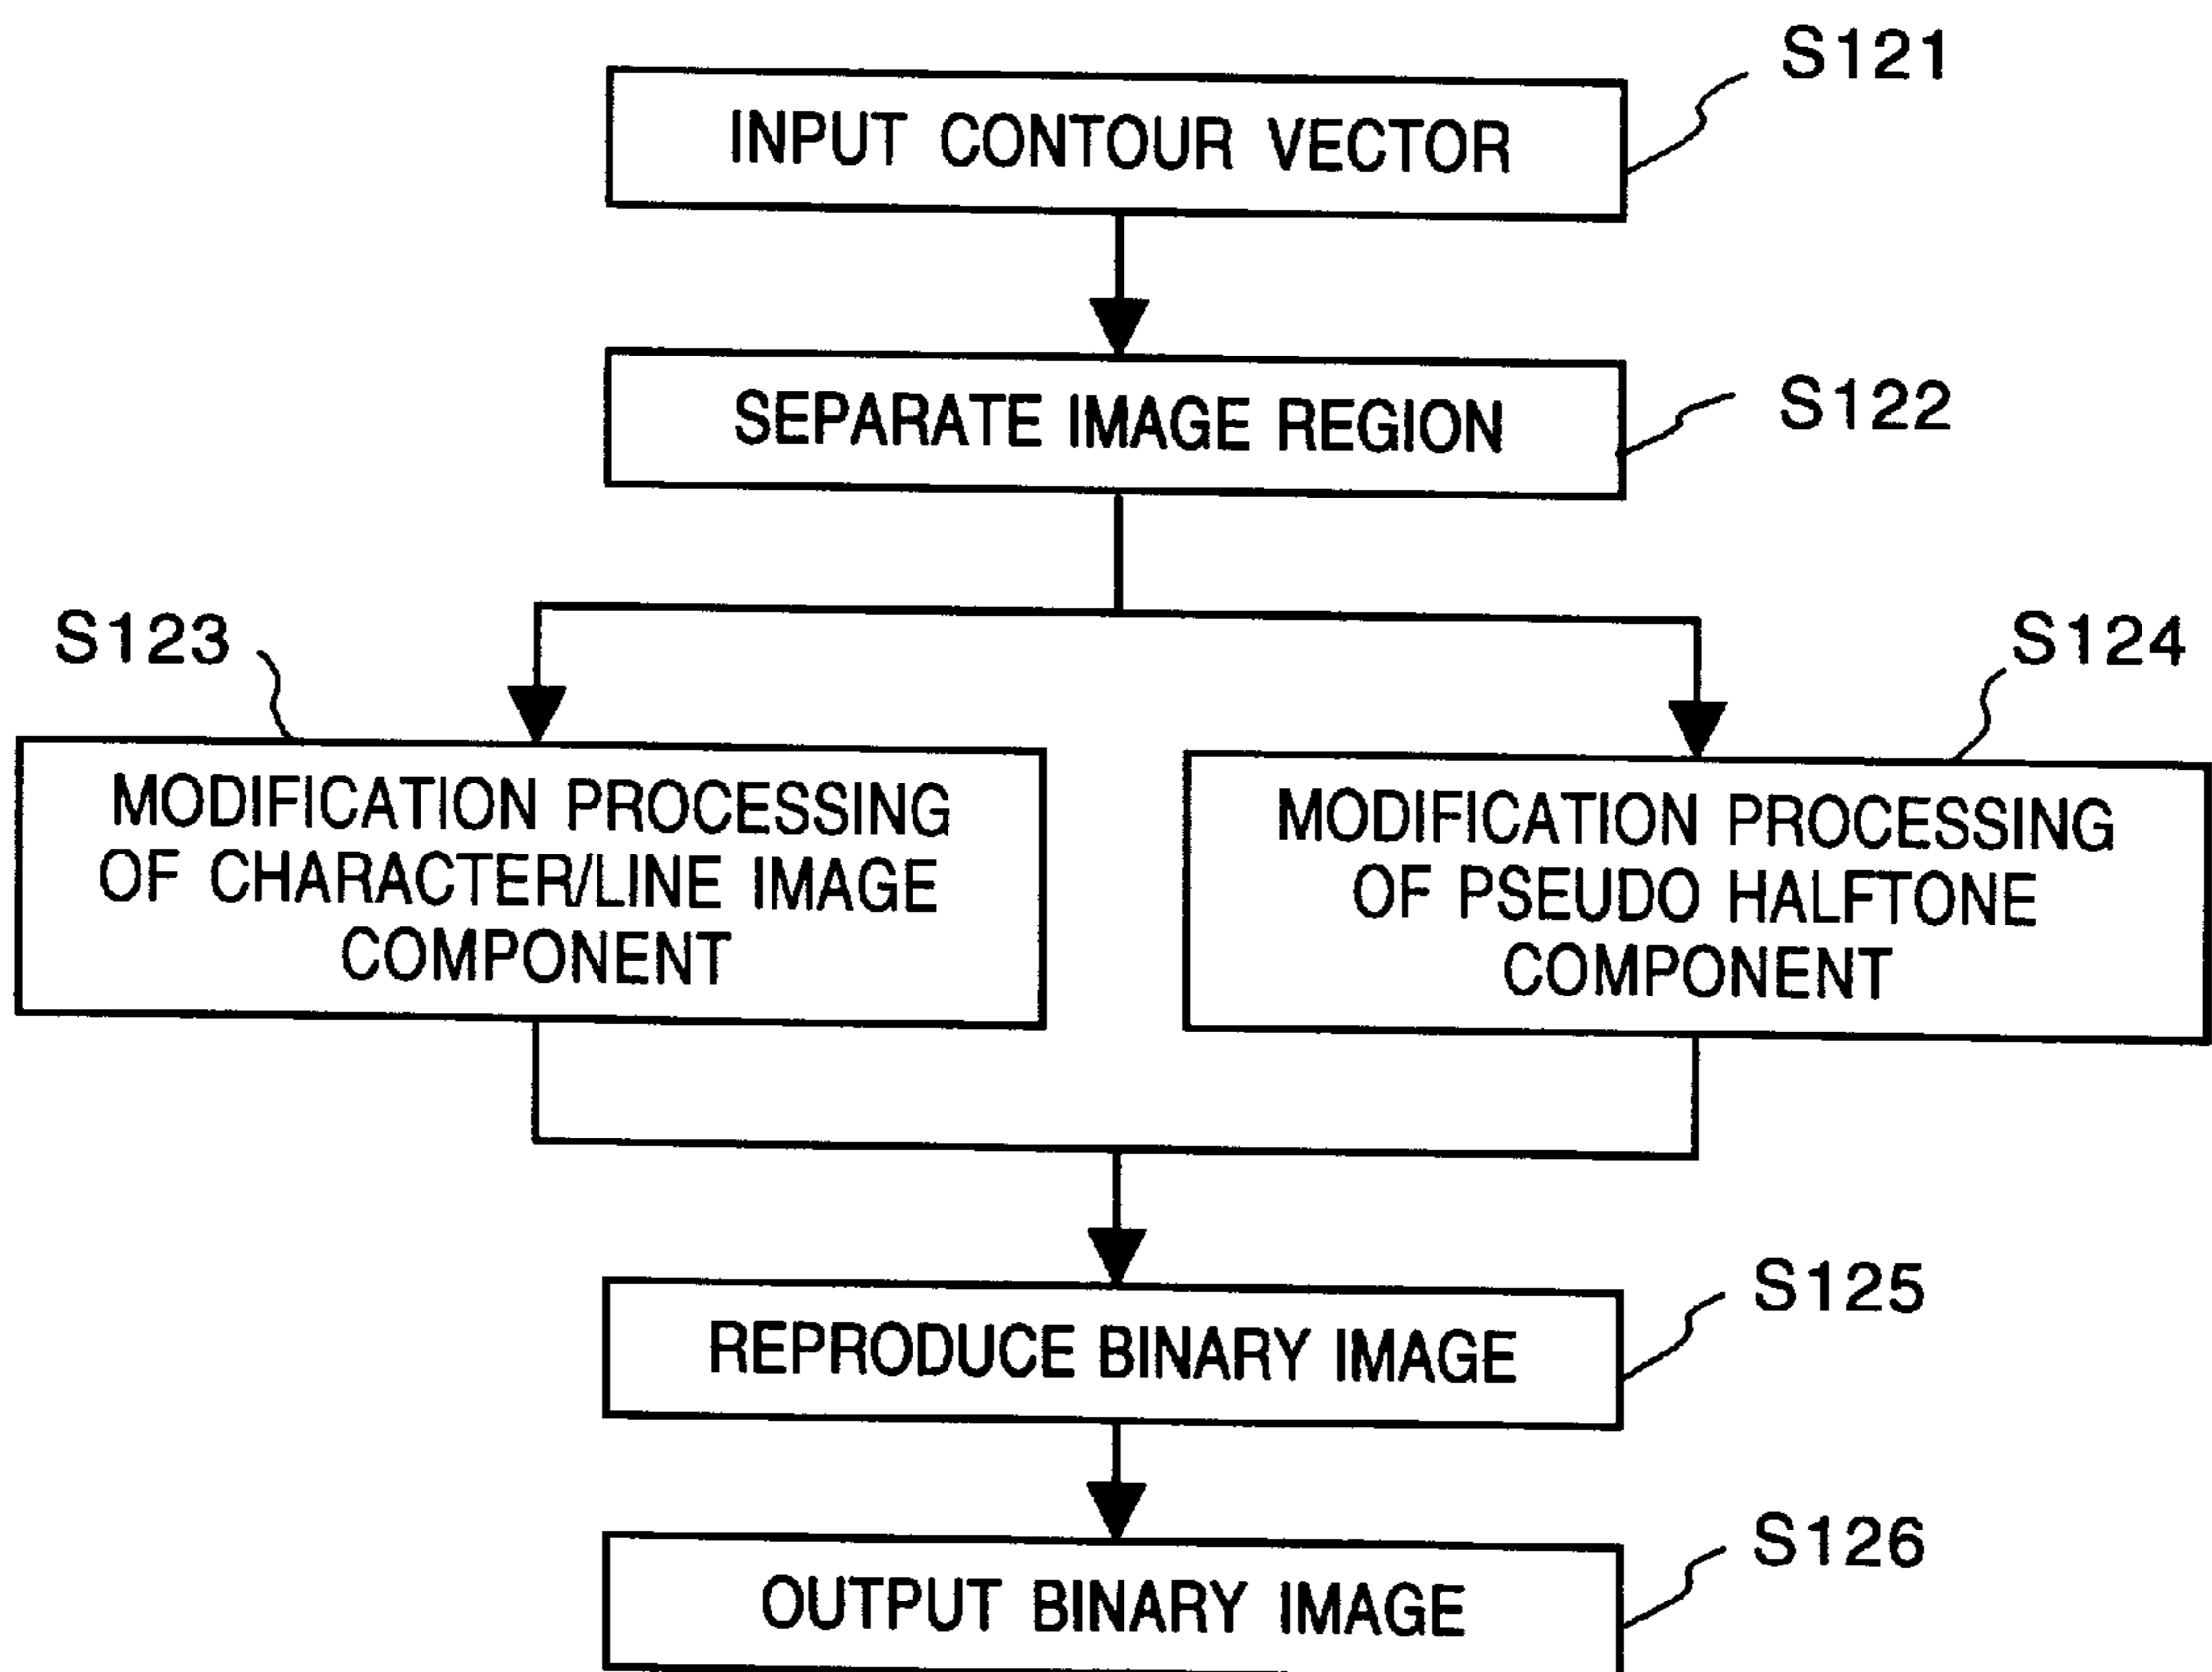 S121
INPUT CONTOUR VECTOR
SEPARATE IMAGE REGION
S122
S123
S124
MODIFICATION PROCESSING
OF CHARACTER/LINE IMAGE
COMPONENT
MODIFICATION PROCESSING
OF PSEUDO HALFTONE
COMPONENT
S125
REPRODUCE BINARY IMAGE
S126
OUTPUT BINARY IMAGE